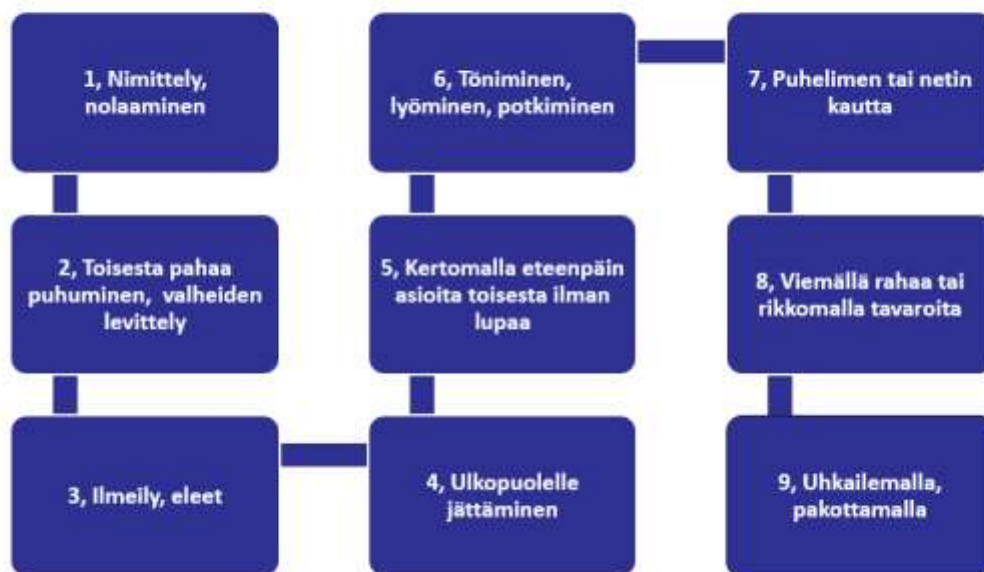 1, Nimittely,
nolaaminen
2, Toisesta pahaa
puhuminen, valheiden
levittely
3, Ilmeily, eleet
4, Ulkopuolelle
jättäminen
5, Kertomalla eteenpäin
asioita toisesta ilman
lupaa
6, Töniminen,
lyöminen, potkiminen
7, Puhelimen tai netin
kautta
8, Viemällä rahaa tai
rikkomalla tavaroita
9, Uhkailemalla,
pakottamalla